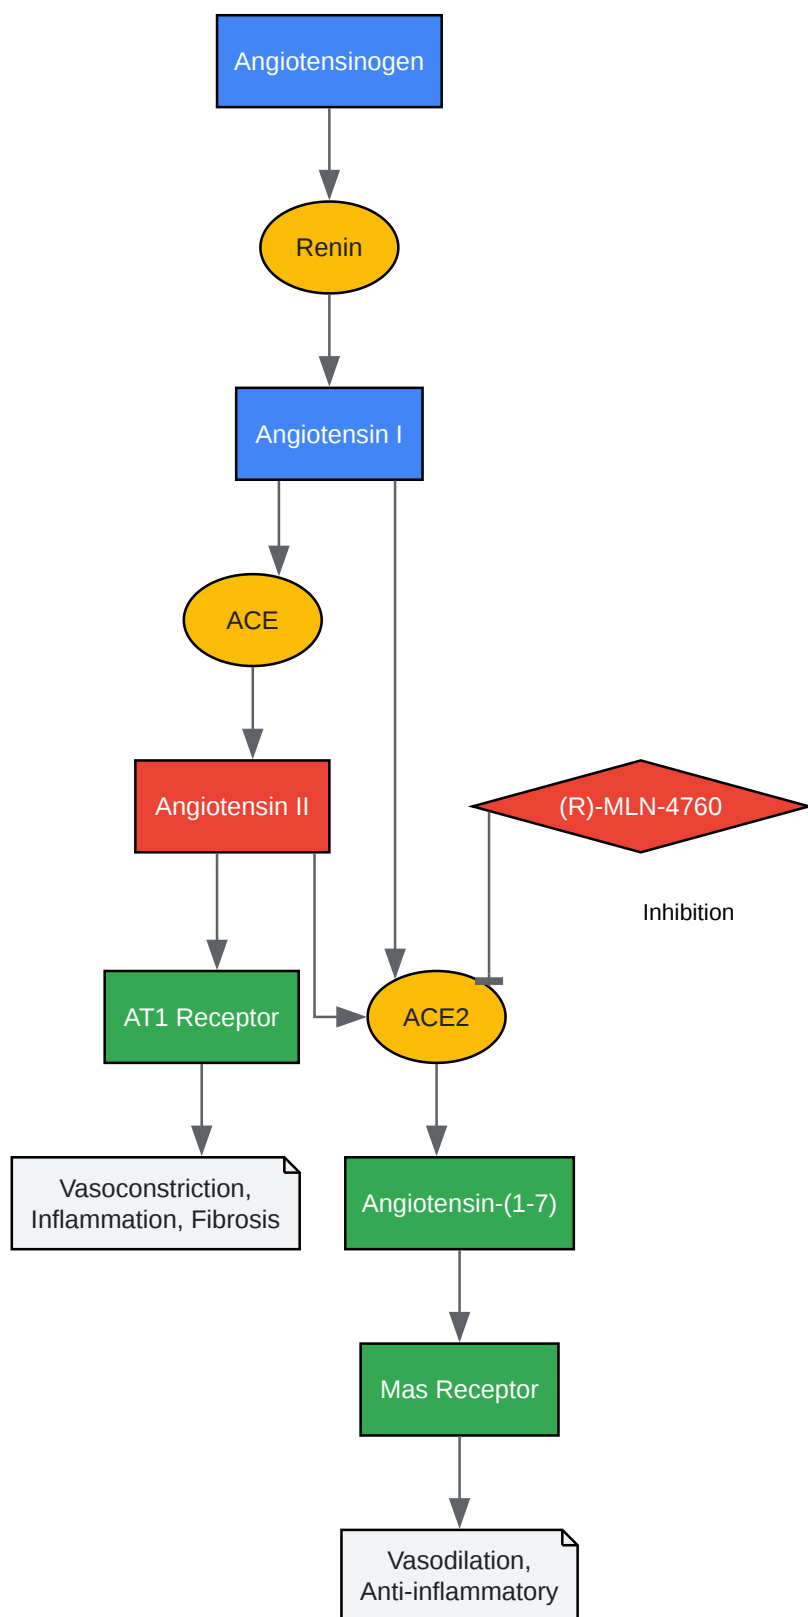 Angiotensinogen
Renin
Angiotensin I
ACE
Angiotensin II
(R)-MLN-4760
Inhibition
AT1 Receptor
ACE2
Vasoconstriction,
Inflammation, Fibrosis
Angiotensin-(1-7)
Mas Receptor
Vasodilation,
Anti-inflammatory